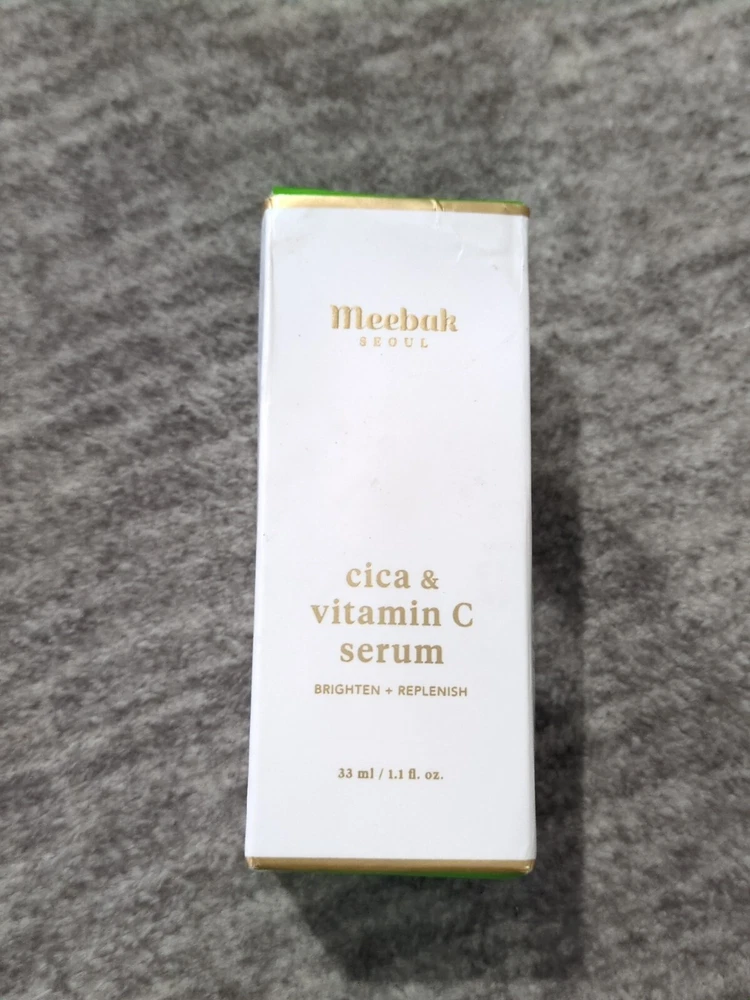 Meebak
SEOUL
cica &
vitamin C
serum
BRIGHTEN + REPLENISH
33 ml / 1.1 fl. oz.